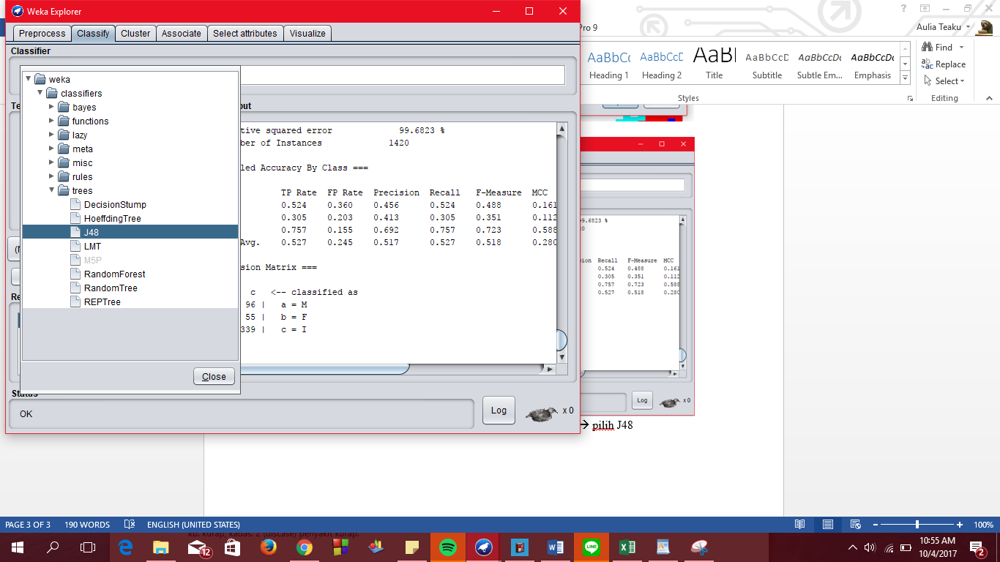 Weka Explorer
Preprocess Classify Cluster Associate Select attributes Visualize
Classifier
weka
classifiers
bayes
functions
lazy
meta
misc
rules
trees
DecisionStump
HoeffdingTree
J48
LMT
M5P
RandomForest
RandomTree
REPTree
Close
tive squared error 99.6823 %
ber of Instances 1420
led Accuracy By Class ===
TP Rate FP Rate Precision Recall F-Measure MCC
0.524 0.360 0.456 0.524 0.488 0.161
0.305 0.203 0.413 0.305 0.351 0.112
0.757 0.155 0.692 0.757 0.723 0.588
Avg. 0.527 0.245 0.517 0.527 0.518 0.280
sion Matrix ===
c <-- classified as
96 | a = M
55 | b = F
339 | c = I
Status
OK
Log
x 0
Pro 9
Aulia Teaku
AaBbCc AaBbCcD AaBb AaBbCcD AaBbCcDc AaBbCcDc
Heading 1 Heading 2 Title Subtitle Subtle Em... Emphasis
Styles
Find
Replace
Select
Editing
99.6823 %
Recall F-Measure MCC
0.524 0.488 0.161
0.305 0.351 0.112
0.757 0.723 0.588
0.527 0.518 0.280
Log
x 0
→ pilih J48
PAGE 3 OF 3 190 WORDS ENGLISH (UNITED STATES)
100%
kb. kurap, kadas. 2 (disease) penyakit kurap.
12
10:55 AM
10/4/2017
2